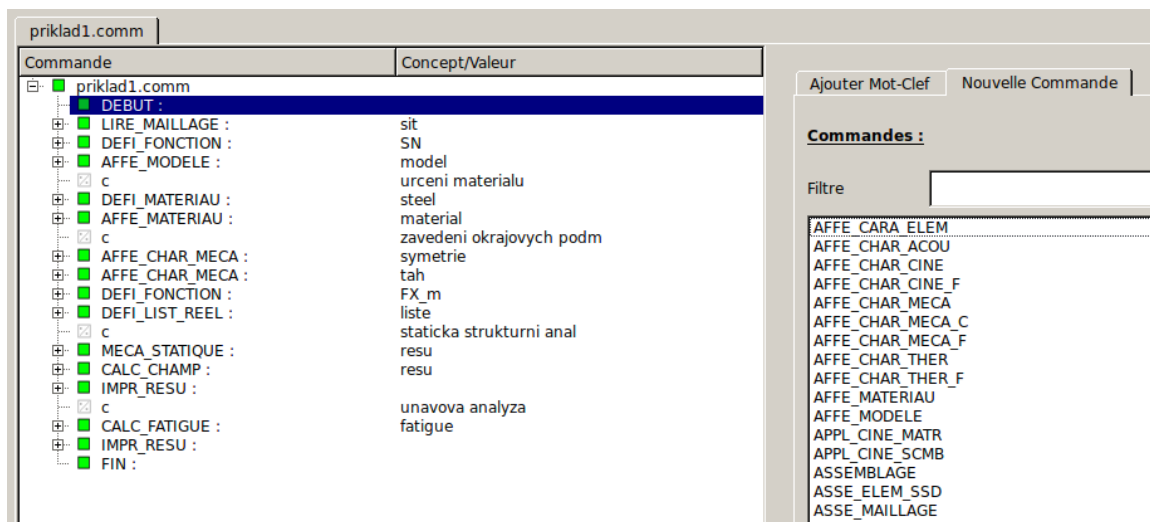 priklad1.comm
Commande Concept/Valeur
priklad1.comm
DEBUT :
LIRE_MAILLAGE : sit
DEFI_FONCTION : SN
AFFE_MODELE : model
c urceni materialu
DEFI_MATERIAU : steel
AFFE_MATERIAU : material
c zavedeni okrajovych podm
AFFE_CHAR_MECA : symetrie
AFFE_CHAR_MECA : tah
DEFI_FONCTION : FX_m
DEFI_LIST_REEL : liste
c staticka strukturni anal
MECA_STATIQUE : resu
CALC_CHAMP : resu
IMPR_RESU :
c unavova analyza
CALC_FATIGUE : fatigue
IMPR_RESU :
FIN :
Ajouter Mot-Clef Nouvelle Commande
Commandes :
Filtre
AFFE_CARA_ELEM
AFFE_CHAR_ACOU
AFFE_CHAR_CINE
AFFE_CHAR_CINE_F
AFFE_CHAR_MECA
AFFE_CHAR_MECA_C
AFFE_CHAR_MECA_F
AFFE_CHAR_THER
AFFE_CHAR_THER_F
AFFE_MATERIAU
AFFE_MODELE
APPL_CINE_MATR
APPL_CINE_SCMB
ASSEMBLAGE
ASSE_ELEM_SSD
ASSE_MAILLAGE